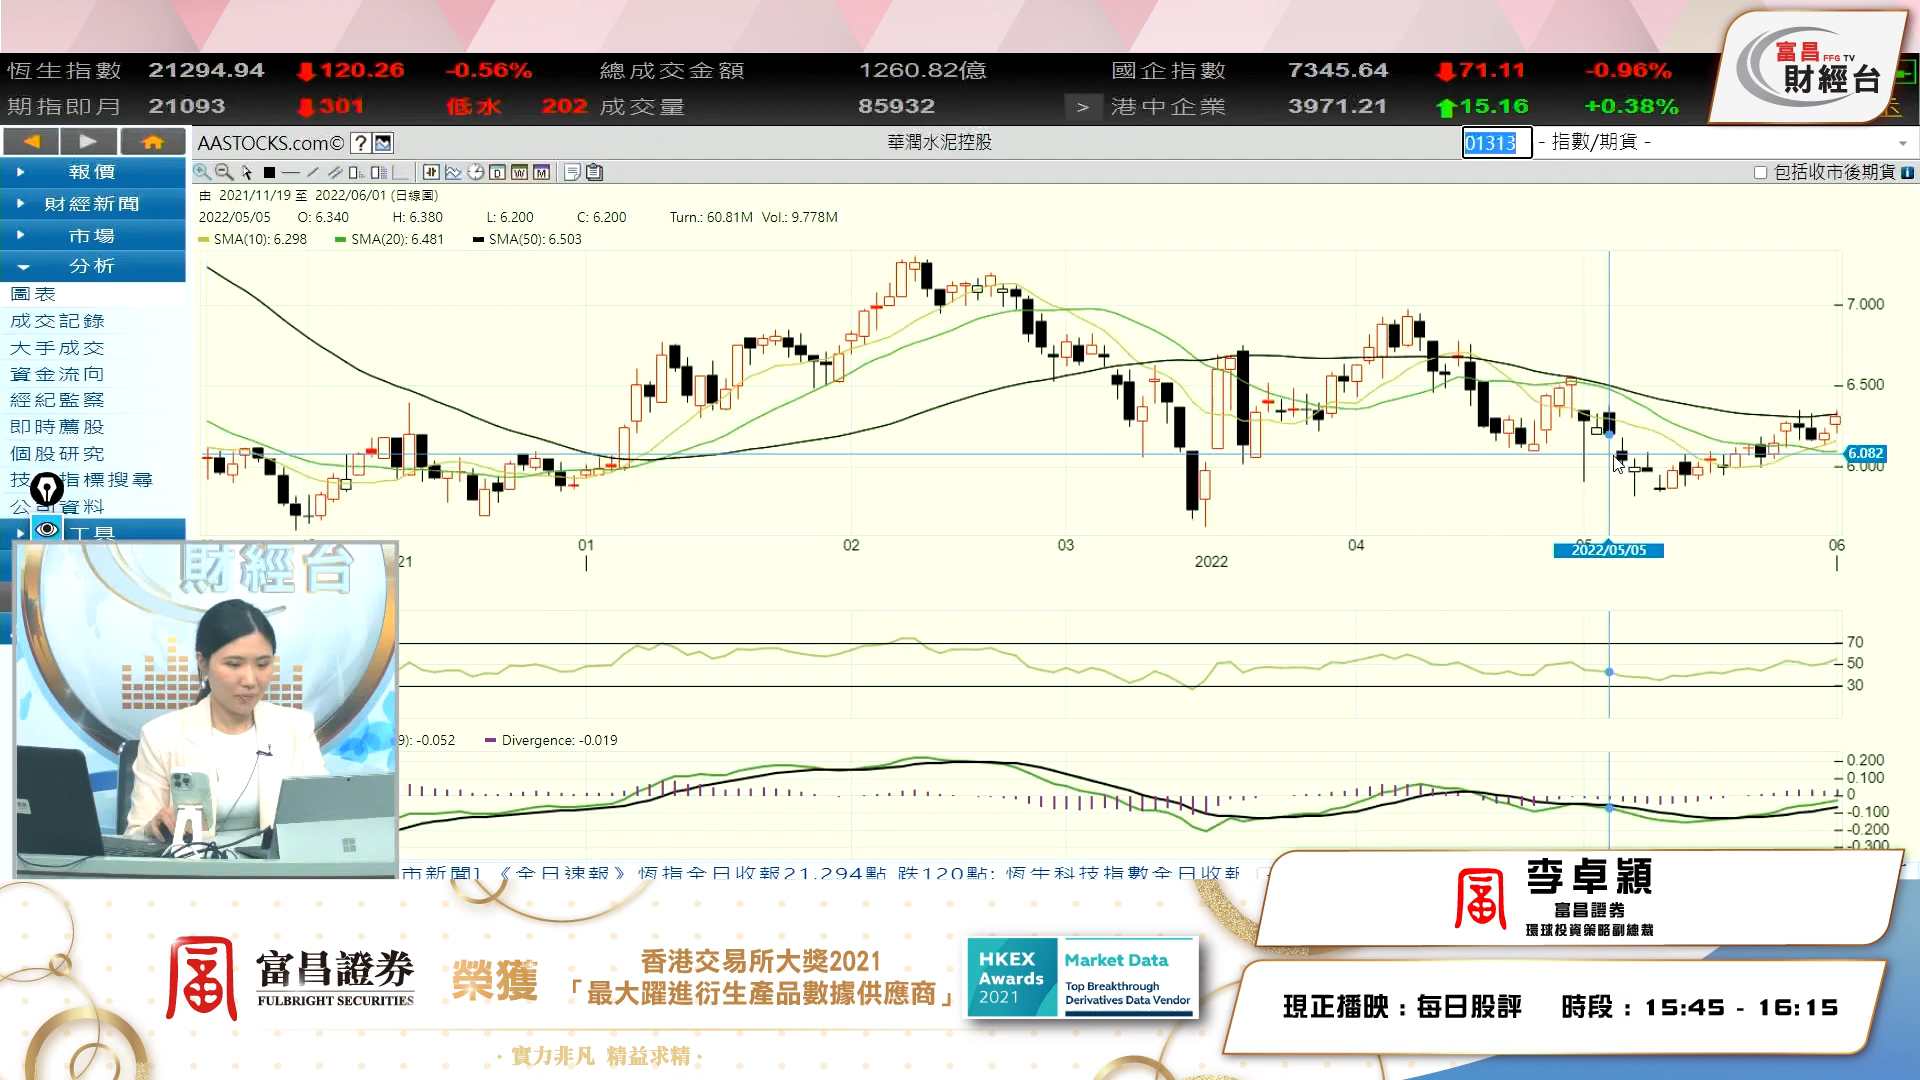 恆生指數 21294.94 120.26 -0.56% 總成交金額 1260.82億 國企指數 7345.64 71.11 -0.96%
期指即月 21093 301 低水 202 成交量 85932 > 港中企業 3971.21 15.16 +0.38%
富昌 FFG TV
財經台
AASTOCKS.com© ? 華潤水泥控股 01313 - 指數/期貨 -
D W M 包括收市後期貨 i
報價
財經新聞
市場
分析
圖表
成交記錄
大手成交
資金流向
經紀監察
即時薦股
個股研究
技 指標搜尋
公司資料
工具
由 2021/11/19 至 2022/06/01 (日線圖)
2022/05/05 O: 6.340 H: 6.380 L: 6.200 C: 6.200 Turn.: 60.81M Vol.: 9.778M
SMA(10): 6.298 SMA(20): 6.481 SMA(50): 6.503
7.000
6.500
6.082
6.000
21 01 02 03 2022 04 2022/05/05 06
70
50
30
9): -0.052 Divergence: -0.019
0.200
0.100
0
-0.100
-0.200
-0.300
財經台
市新聞] 《全日速報》恆指全日收報21,294點 跌120點; 恆生科技指數全日收報
李卓穎
富昌證券
環球投資策略副總裁
富昌證券
FULBRIGHT SECURITIES
榮獲
香港交易所大獎2021
「最大躍進衍生產品數據供應商」
HKEX
Awards
2021
Market Data
Top Breakthrough
Derivatives Data Vendor
· 實力非凡 精益求精 ·
現正播映：每日股評 時段：15:45 - 16:15